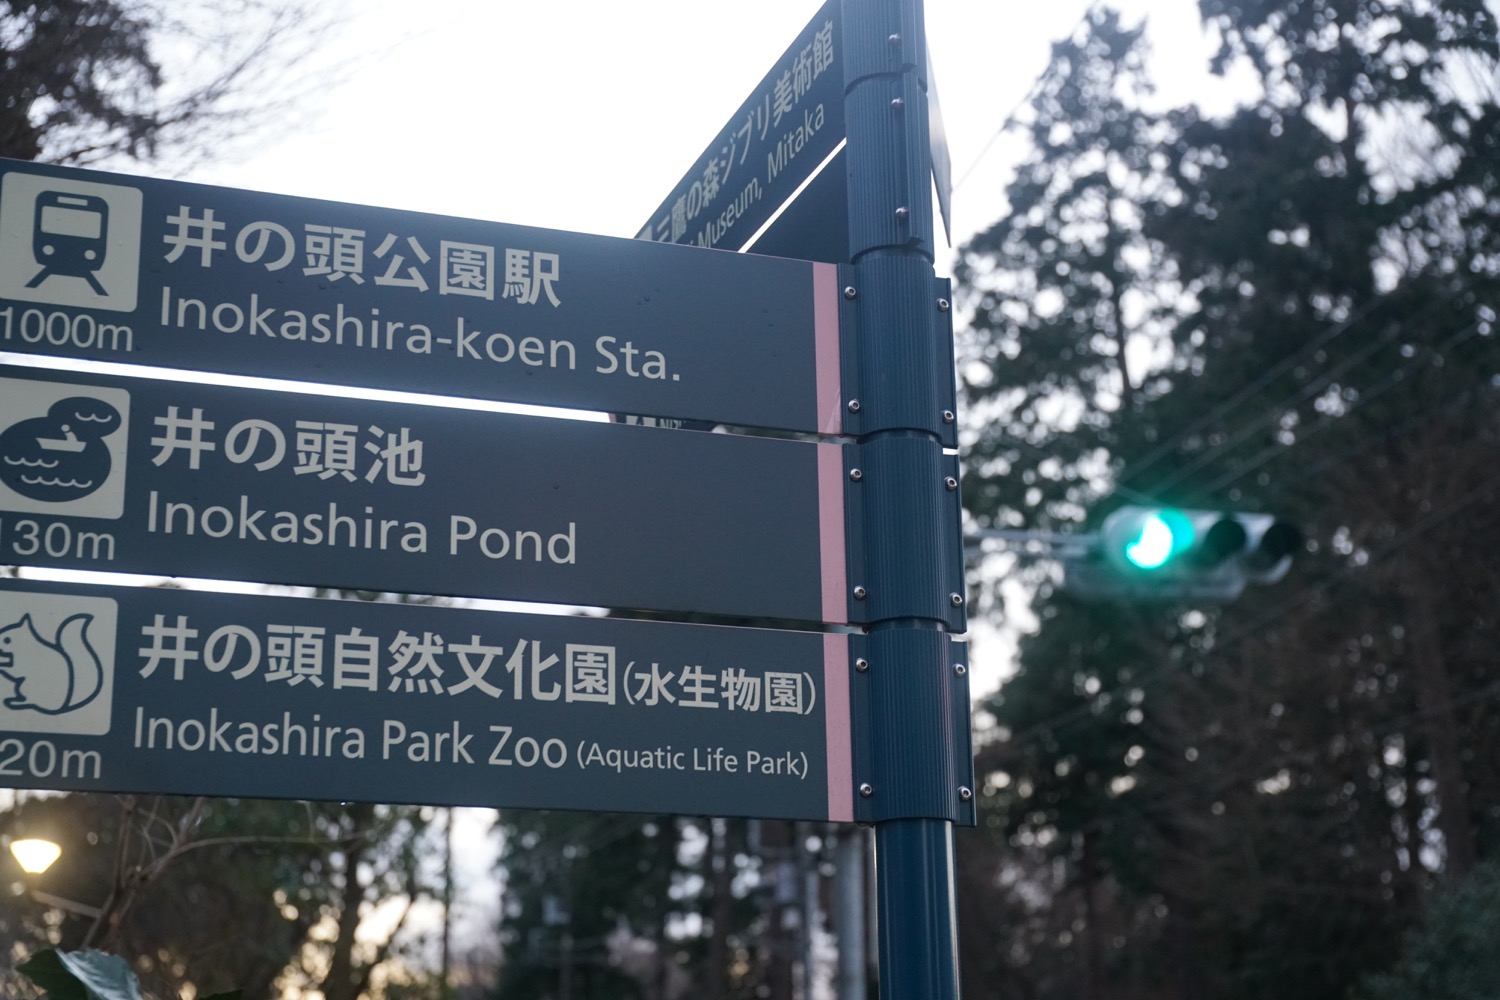 三鷹の森ジブリ美術館
Museum, Mitaka
井の頭公園駅
Inokashira-koen Sta.
1000m
井の頭池
Inokashira Pond
130m
井の頭自然文化園(水生物園)
Inokashira Park Zoo (Aquatic Life Park)
20m